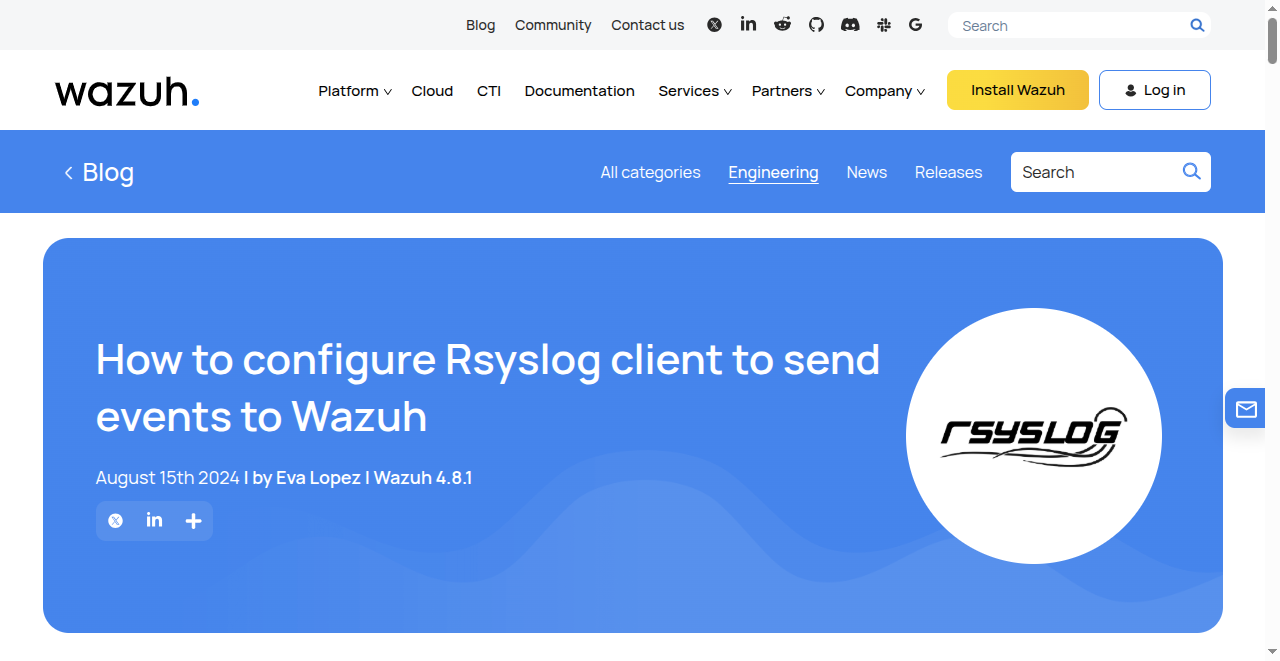 Blog Community Contact us Search
wazuh.
Platform Cloud CTI Documentation Services Partners Company Install Wazuh Log in
Blog
All categories Engineering News Releases Search
How to configure Rsyslog client to send
events to Wazuh
RSYSLOG
August 15th 2024 | by Eva Lopez | Wazuh 4.8.1